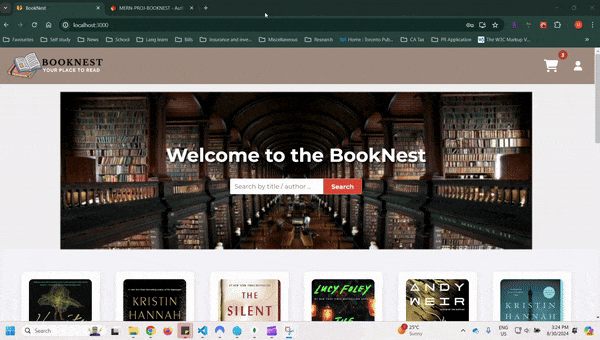 BookNest
MERN-PROJ-BOOKNEST - Auth
localhost:3000
Favourites
Self study
News
School
Lang learn
Bills
Insurance and inve...
Miscellaneous
Research
Home : Toronto Pub...
CA Tax
PR Application
The W3C Markup V...
BOOKNEST
YOUR PLACE TO READ
3
Welcome to the BookNest
Search by title / author ...
Search
KRISTIN
HANNAH
THE
SILENT
LUCY FOLEY
THE
ANDY
WEIR
KRISTIN
HANNAH
Search
25°C
Sunny
ENG
US
3:24 PM
8/30/2024